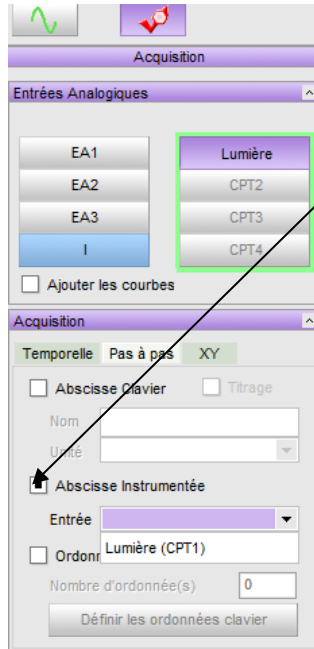 Acquisition
Entrées Analogiques
EA1
Lumière
EA2
CPT2
EA3
CPT3
I
CPT4
Ajouter les courbes
Acquisition
Temporelle Pas à pas XY
Abscisse Clavier Titrage
Nom
Unité
Abscisse Instrumentée
Entrée
Lumière (CPT1)
Ordonr
Nombre d'ordonnée(s) 0
Définir les ordonnées clavier